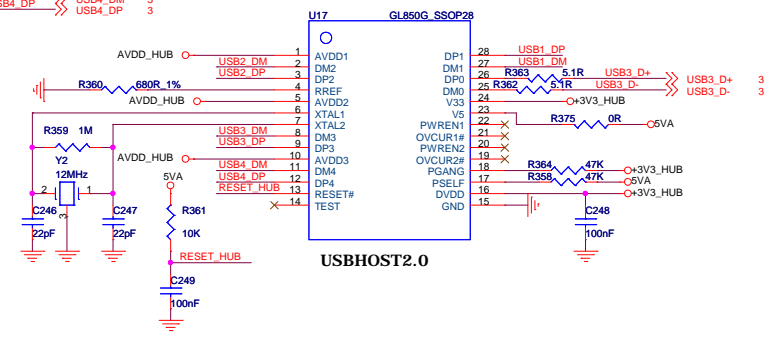 USB4_DM 3
USB4_DP USB4_DP 3
U17 GL850G_SSOP28
AVDD_HUB 1 AVDD1 DP1 28 USB1_DP
USB2_DM 2 DM2 DM1 27 USB1_DM
USB2_DP 3 DP2 DP0 26 R363 5.1R USB3_D+ USB3_D+ 3
R360 680R_1% 4 RREF DM0 25 R362 5.1R USB3_D- USB3_D- 3
AVDD_HUB 5 AVDD2 V33 24 +3V3_HUB
6 XTAL1 V5 23 R375 0R 5VA
7 XTAL2 PWREN1 22
R359 1M USB3_DM 8 DM3 OVCUR1# 21
USB3_DP 9 DP3 PWREN2 20
Y2 AVDD_HUB 10 AVDD3 OVCUR2# 19
12MHz USB4_DM 11 DM4 PGANG 18 R364 47K +3V3_HUB
5VA USB4_DP 12 DP4 PSELF 17 R358 47K 5VA
2 1 RESET_HUB 13 RESET# DVDD 16 +3V3_HUB
3 14 TEST GND 15
C246 C247 R361 C248
22pF 22pF 10K 100nF
RESET_HUB
USBHOST2.0
C249
100nF